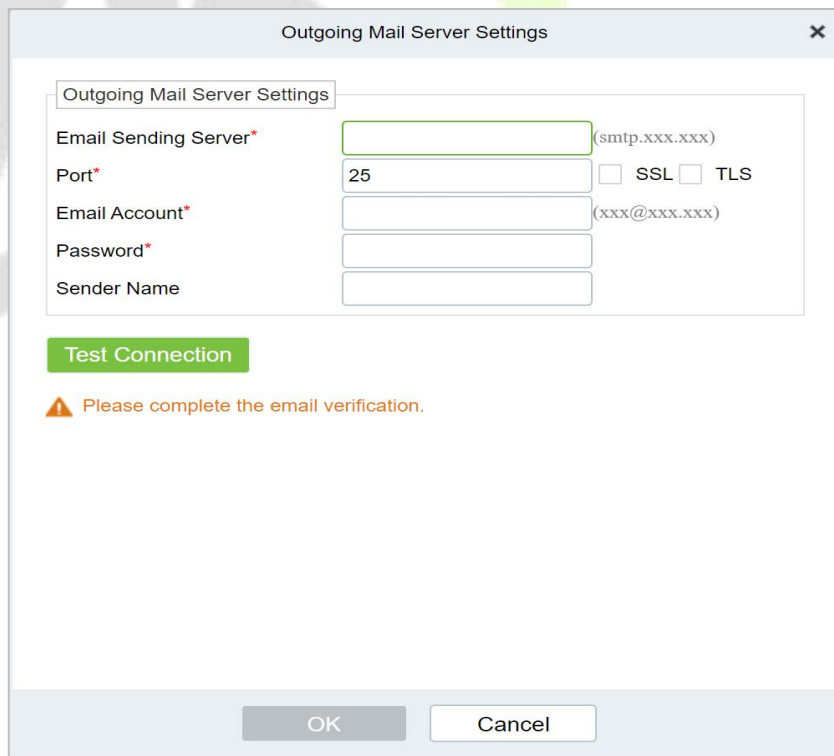 Outgoing Mail Server Settings
Outgoing Mail Server Settings
Email Sending Server* (smtp.xxx.xxx)
Port* 25 SSL TLS
Email Account* (xxx@xxx.xxx)
Password*
Sender Name
Test Connection
Please complete the email verification.
OK Cancel